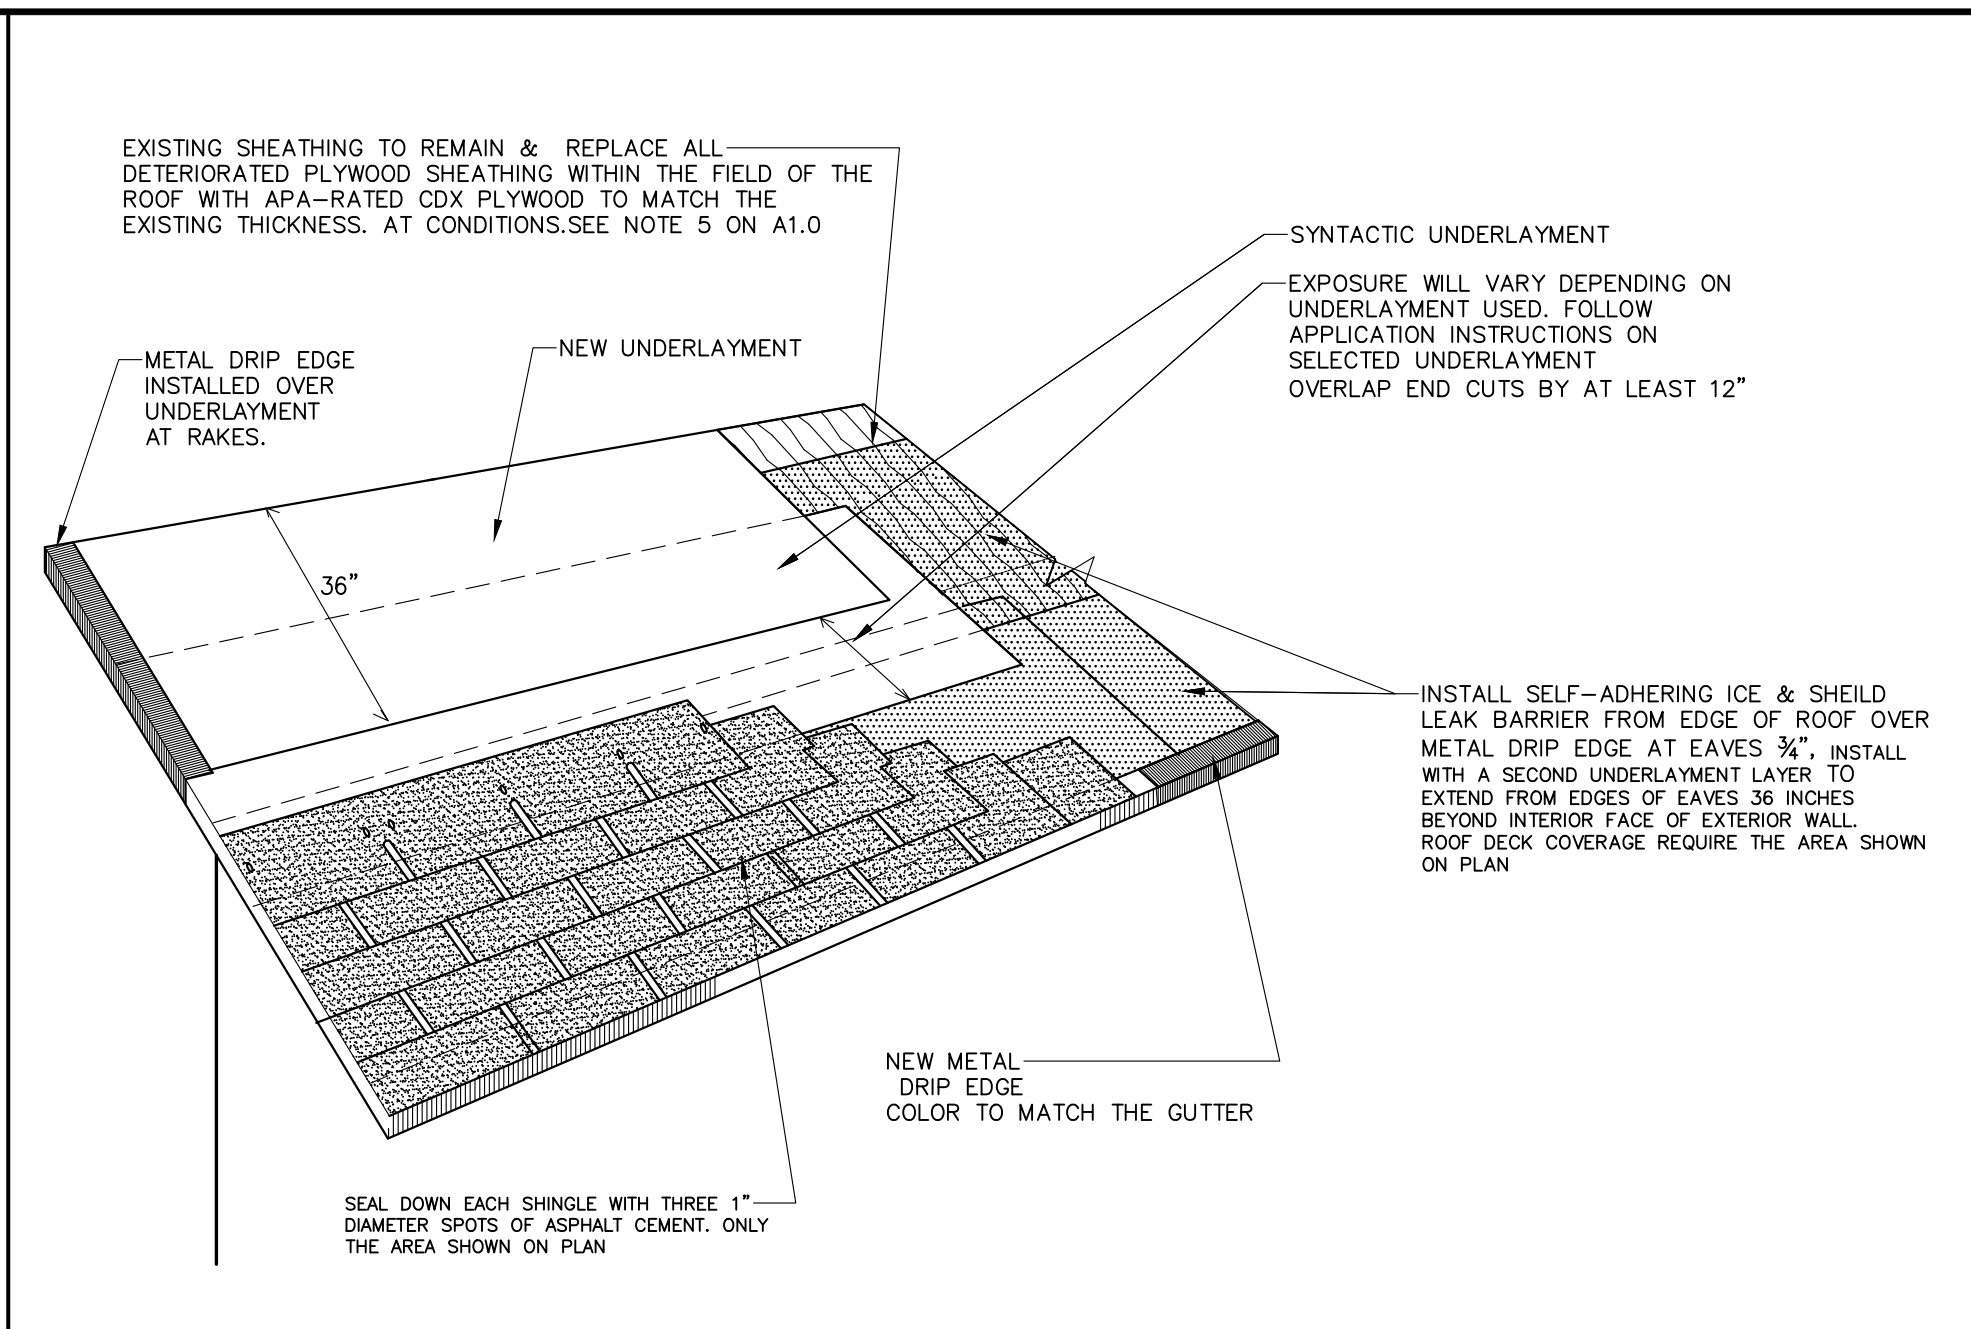 EXISTING SHEATHING TO REMAIN & REPLACE ALL
DETERIORATED PLYWOOD SHEATHING WITHIN THE FIELD OF THE
ROOF WITH APA-RATED CDX PLYWOOD TO MATCH THE
EXISTING THICKNESS. AT CONDITIONS.SEE NOTE 5 ON A1.0
SYNTACTIC UNDERLAYMENT
EXPOSURE WILL VARY DEPENDING ON
UNDERLAYMENT USED. FOLLOW
APPLICATION INSTRUCTIONS ON
SELECTED UNDERLAYMENT
OVERLAP END CUTS BY AT LEAST 12"
METAL DRIP EDGE
INSTALLED OVER
UNDERLAYMENT
AT RAKES.
NEW UNDERLAYMENT
36"
INSTALL SELF-ADHERING ICE & SHEILD
LEAK BARRIER FROM EDGE OF ROOF OVER
METAL DRIP EDGE AT EAVES ¾", INSTALL
WITH A SECOND UNDERLAYMENT LAYER TO
EXTEND FROM EDGES OF EAVES 36 INCHES
BEYOND INTERIOR FACE OF EXTERIOR WALL.
ROOF DECK COVERAGE REQUIRE THE AREA SHOWN
ON PLAN
NEW METAL
DRIP EDGE
COLOR TO MATCH THE GUTTER
SEAL DOWN EACH SHINGLE WITH THREE 1"
DIAMETER SPOTS OF ASPHALT CEMENT. ONLY
THE AREA SHOWN ON PLAN